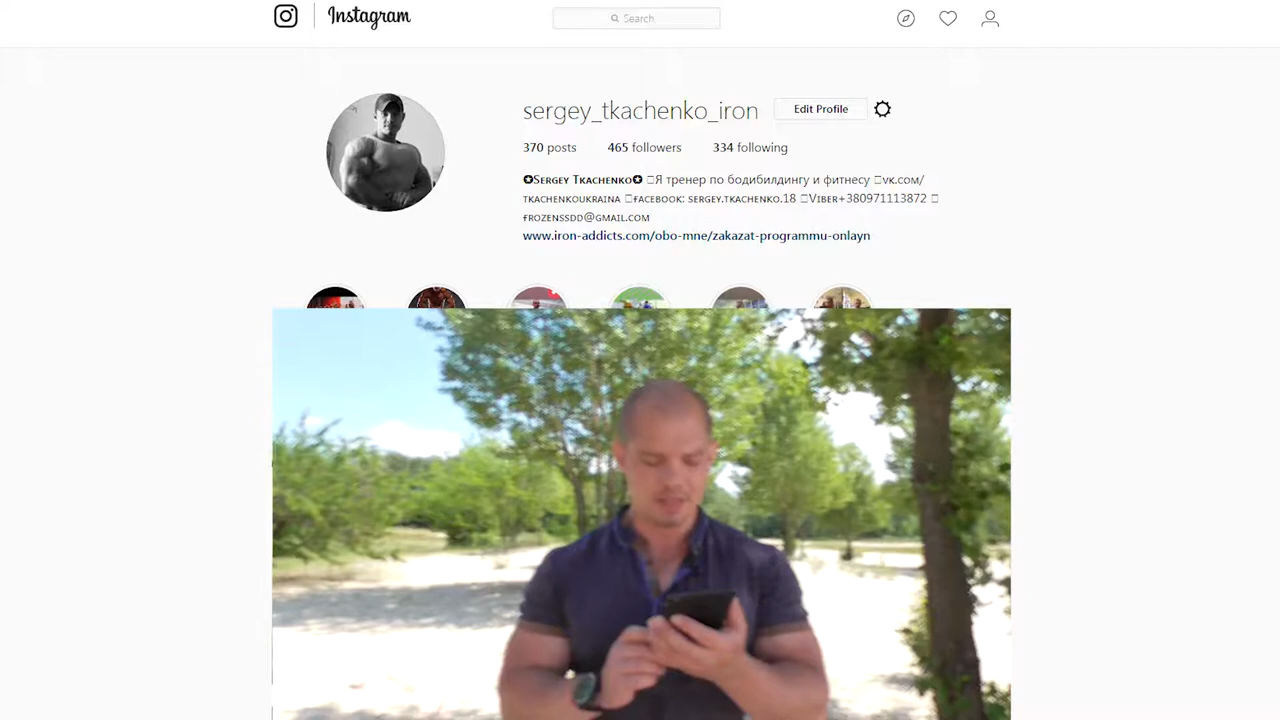 Instagram
Search
sergey_tkachenko_iron Edit Profile
370 posts 465 followers 334 following
✪Sergey Tkachenko✪ Я тренер по бодибилдингу и фитнесу vk.com/
tkachenkoukraina facebook: sergey.tkachenko.18 Viber+380971113872
frozenssdd@gmail.com
www.iron-addicts.com/obo-mne/zakazat-programmu-onlayn